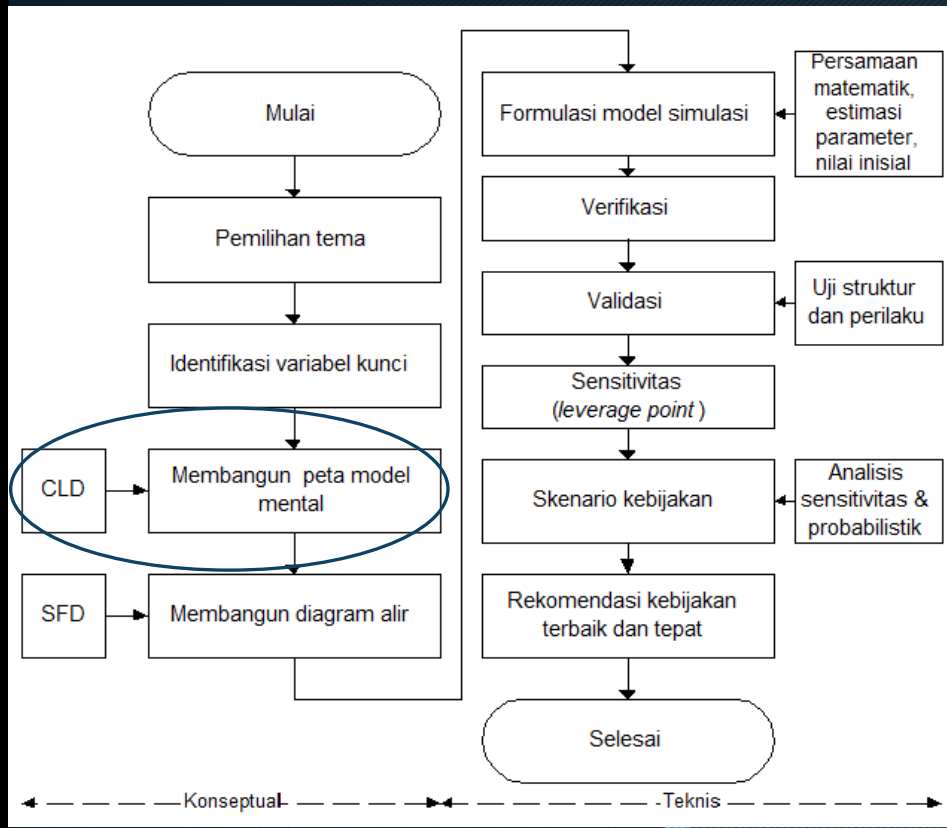 Mulai
Pemilihan tema
Identifikasi variabel kunci
CLD
Membangun peta model
mental
SFD
Membangun diagram alir
Formulasi model simulasi
Persamaan
matematik,
estimasi
parameter,
nilai inisial
Verifikasi
Validasi
Uji struktur
dan perilaku
Sensitivitas
(leverage point )
Skenario kebijakan
Analisis
sensitivitas &
probabilistik
Rekomendasi kebijakan
terbaik dan tepat
Selesai
Konseptual
Teknis